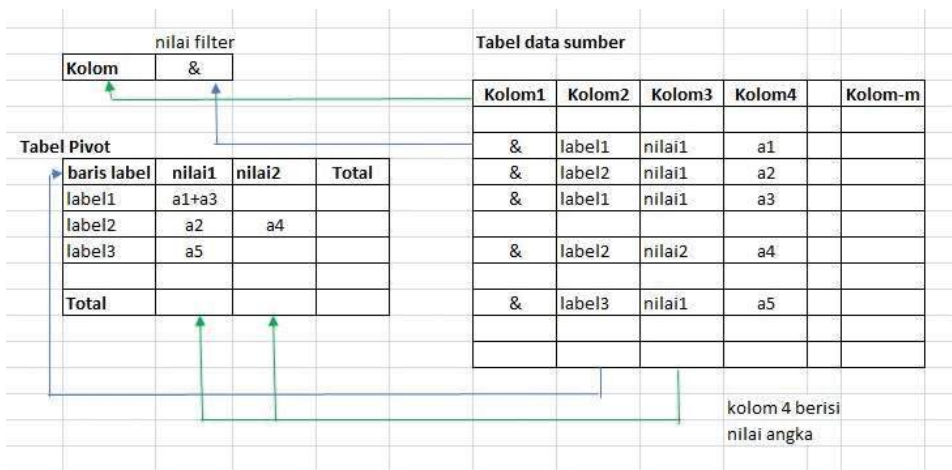 nilai filter
Kolom &
Tabel Pivot
baris label nilai1 nilai2 Total
label1 a1+a3
label2 a2 a4
label3 a5
Total
Tabel data sumber
Kolom1 Kolom2 Kolom3 Kolom4 Kolom-m
& label1 nilai1 a1
& label2 nilai1 a2
& label1 nilai1 a3
& label2 nilai2 a4
& label3 nilai1 a5
kolom 4 berisi
nilai angka